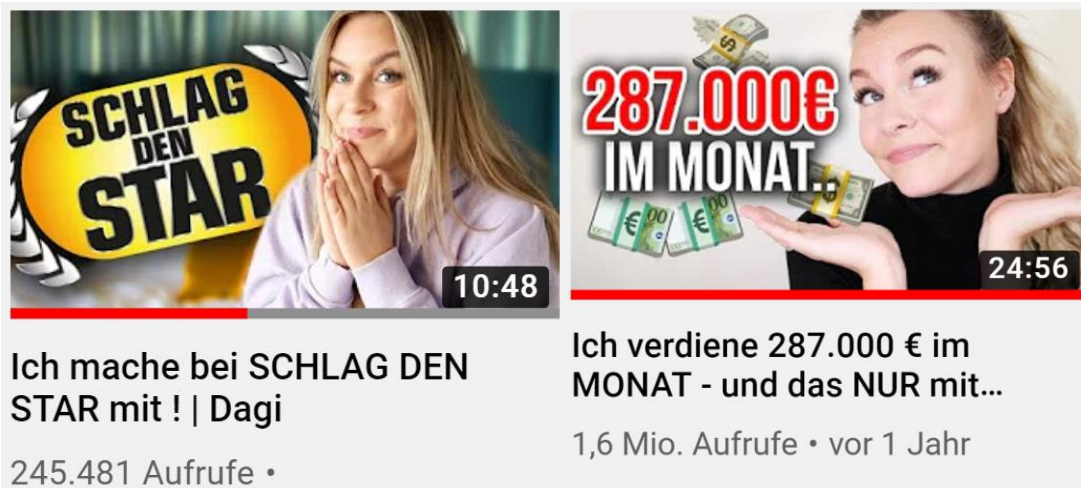 SCHLAG
DEN
STAR
10:48
Ich mache bei SCHLAG DEN
STAR mit ! | Dagi
245.481 Aufrufe •
287.000€
IM MONAT..
24:56
Ich verdiene 287.000 € im
MONAT - und das NUR mit...
1,6 Mio. Aufrufe • vor 1 Jahr